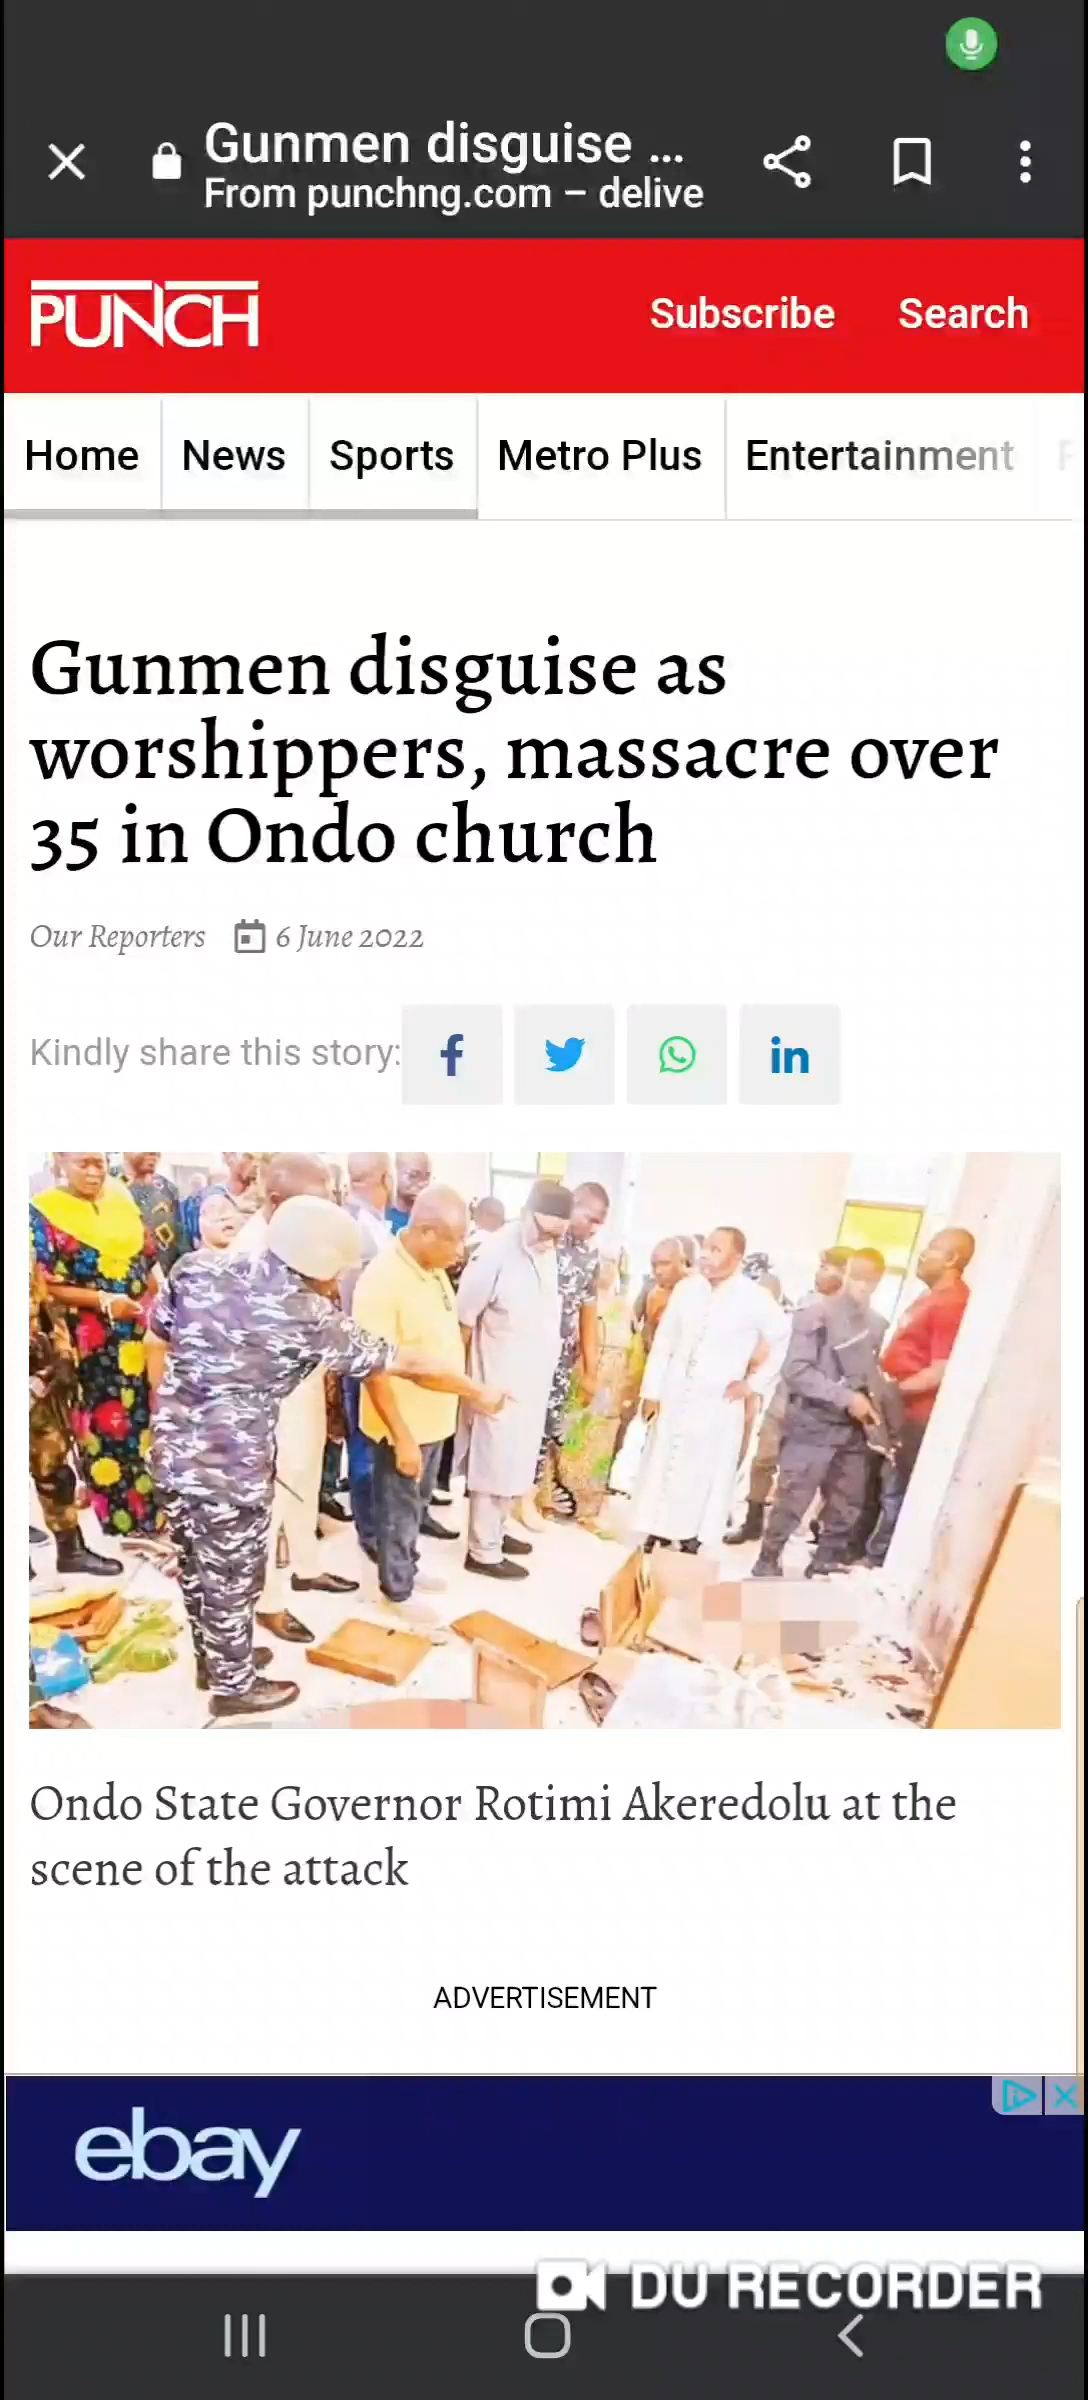 Gunmen disguise ...
From punchng.com – delive
PUNCH
Subscribe Search
Home News Sports Metro Plus Entertainment
Gunmen disguise as
worshippers, massacre over
35 in Ondo church
Our Reporters 6 June 2022
Kindly share this story:
Ondo State Governor Rotimi Akeredolu at the
scene of the attack
ADVERTISEMENT
ebay
DU RECORDER